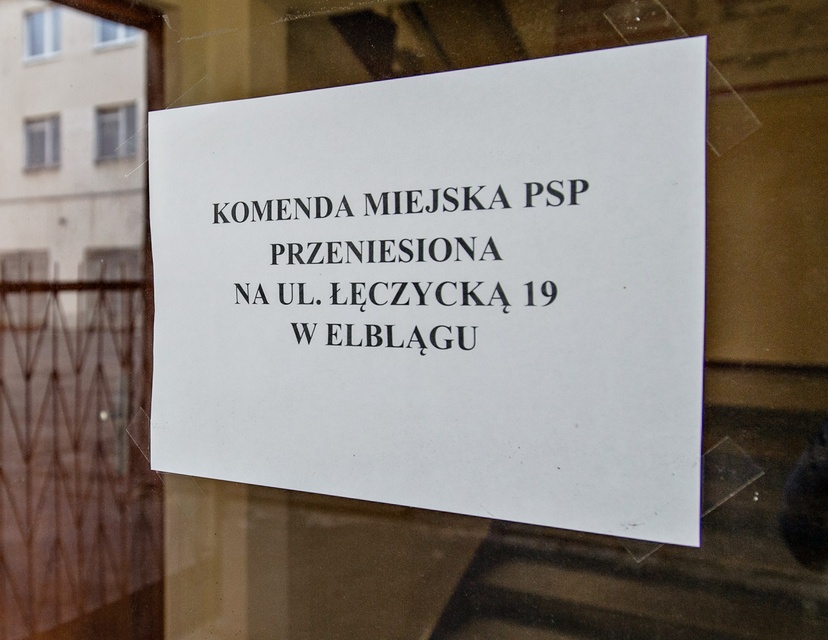 KOMENDA MIEJSKA PSP
PRZENIESIONA
NA UL. ŁĘCZYCKĄ 19
W ELBLĄGU